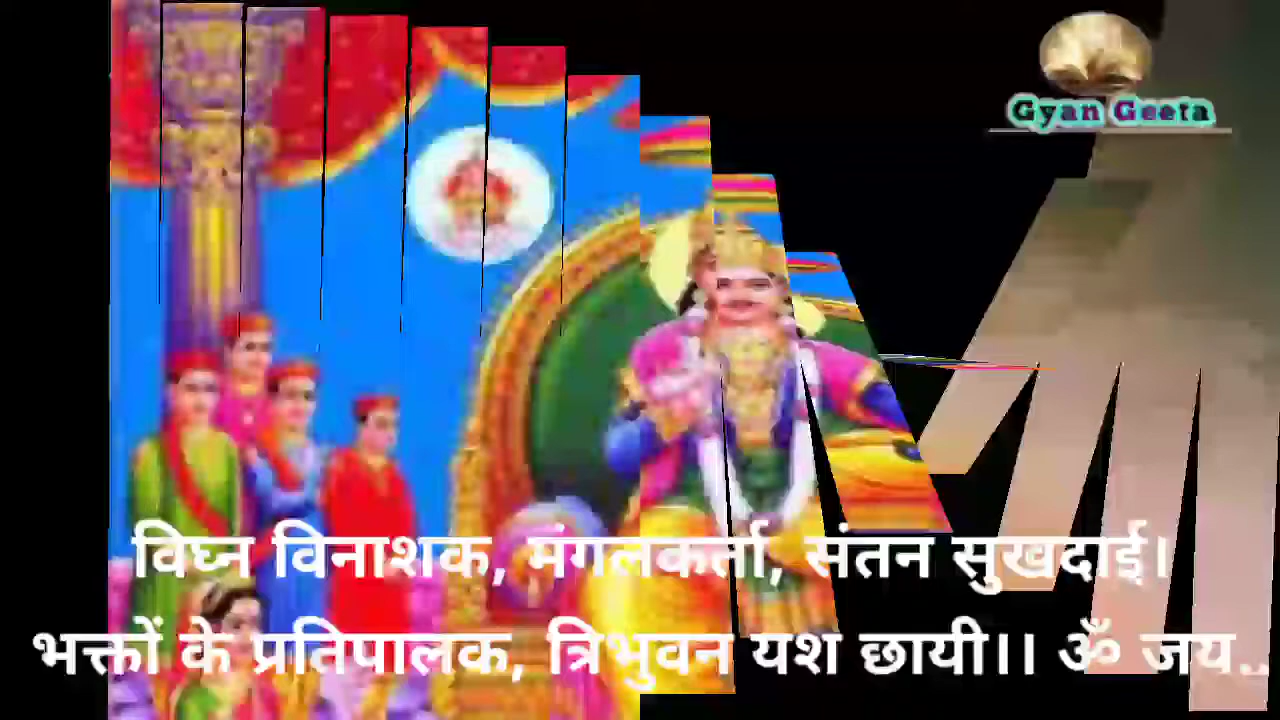 Gyan Geeta
विघ्न विनाशक, मंगलकर्ता, संतन सुखदाई।
भक्तों के प्रतिपालक, त्रिभुवन यश छायी।। ॐ जय..